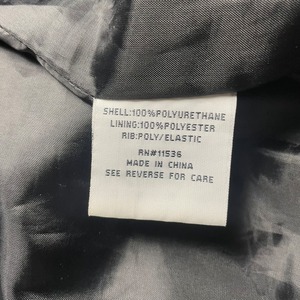 SHELL:100%POLYURETHANE
LINING:100%POLYESTER
RIB:POLY/ELASTIC
RN#11536
MADE IN CHINA
SEE REVERSE FOR CARE